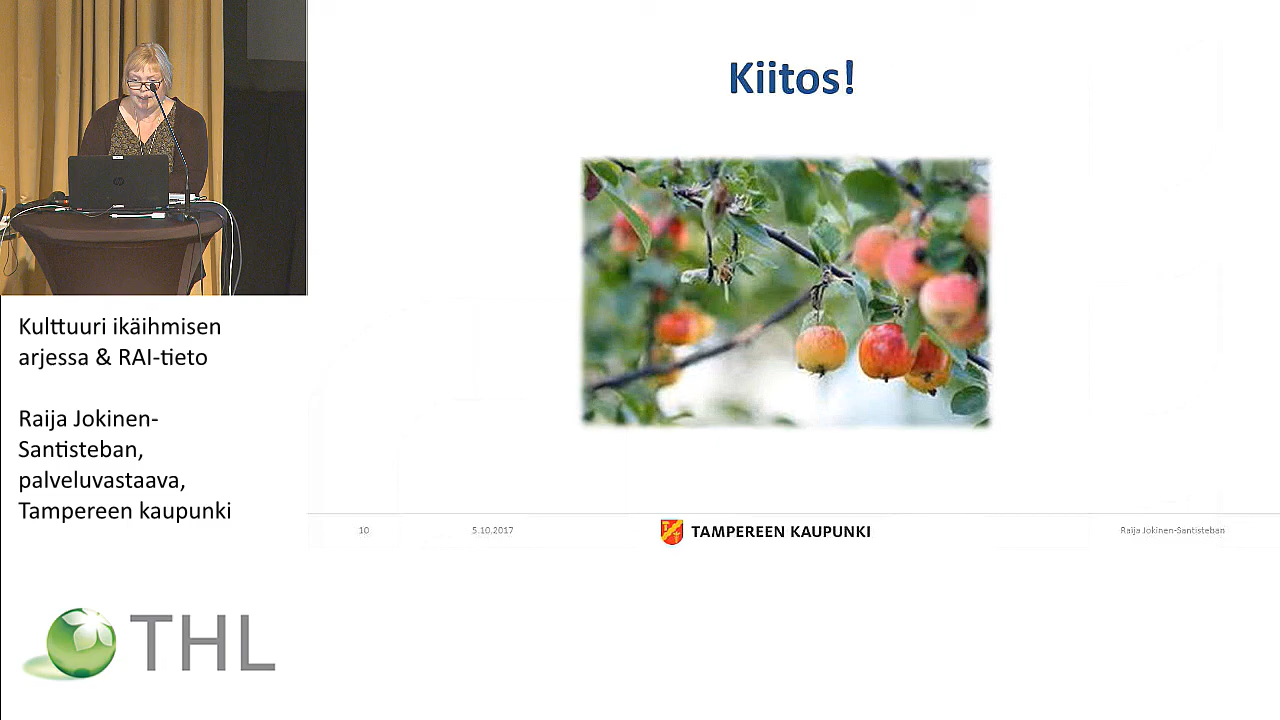 Kiitos!
Kulttuuri ikäihmisen
arjessa & RAI-tieto
Raija Jokinen-
Santisteban,
palveluvastaava,
Tampereen kaupunki
10
5.10.2017
TAMPEREEN KAUPUNKI
Raija Jokinen-Santisteban
THL